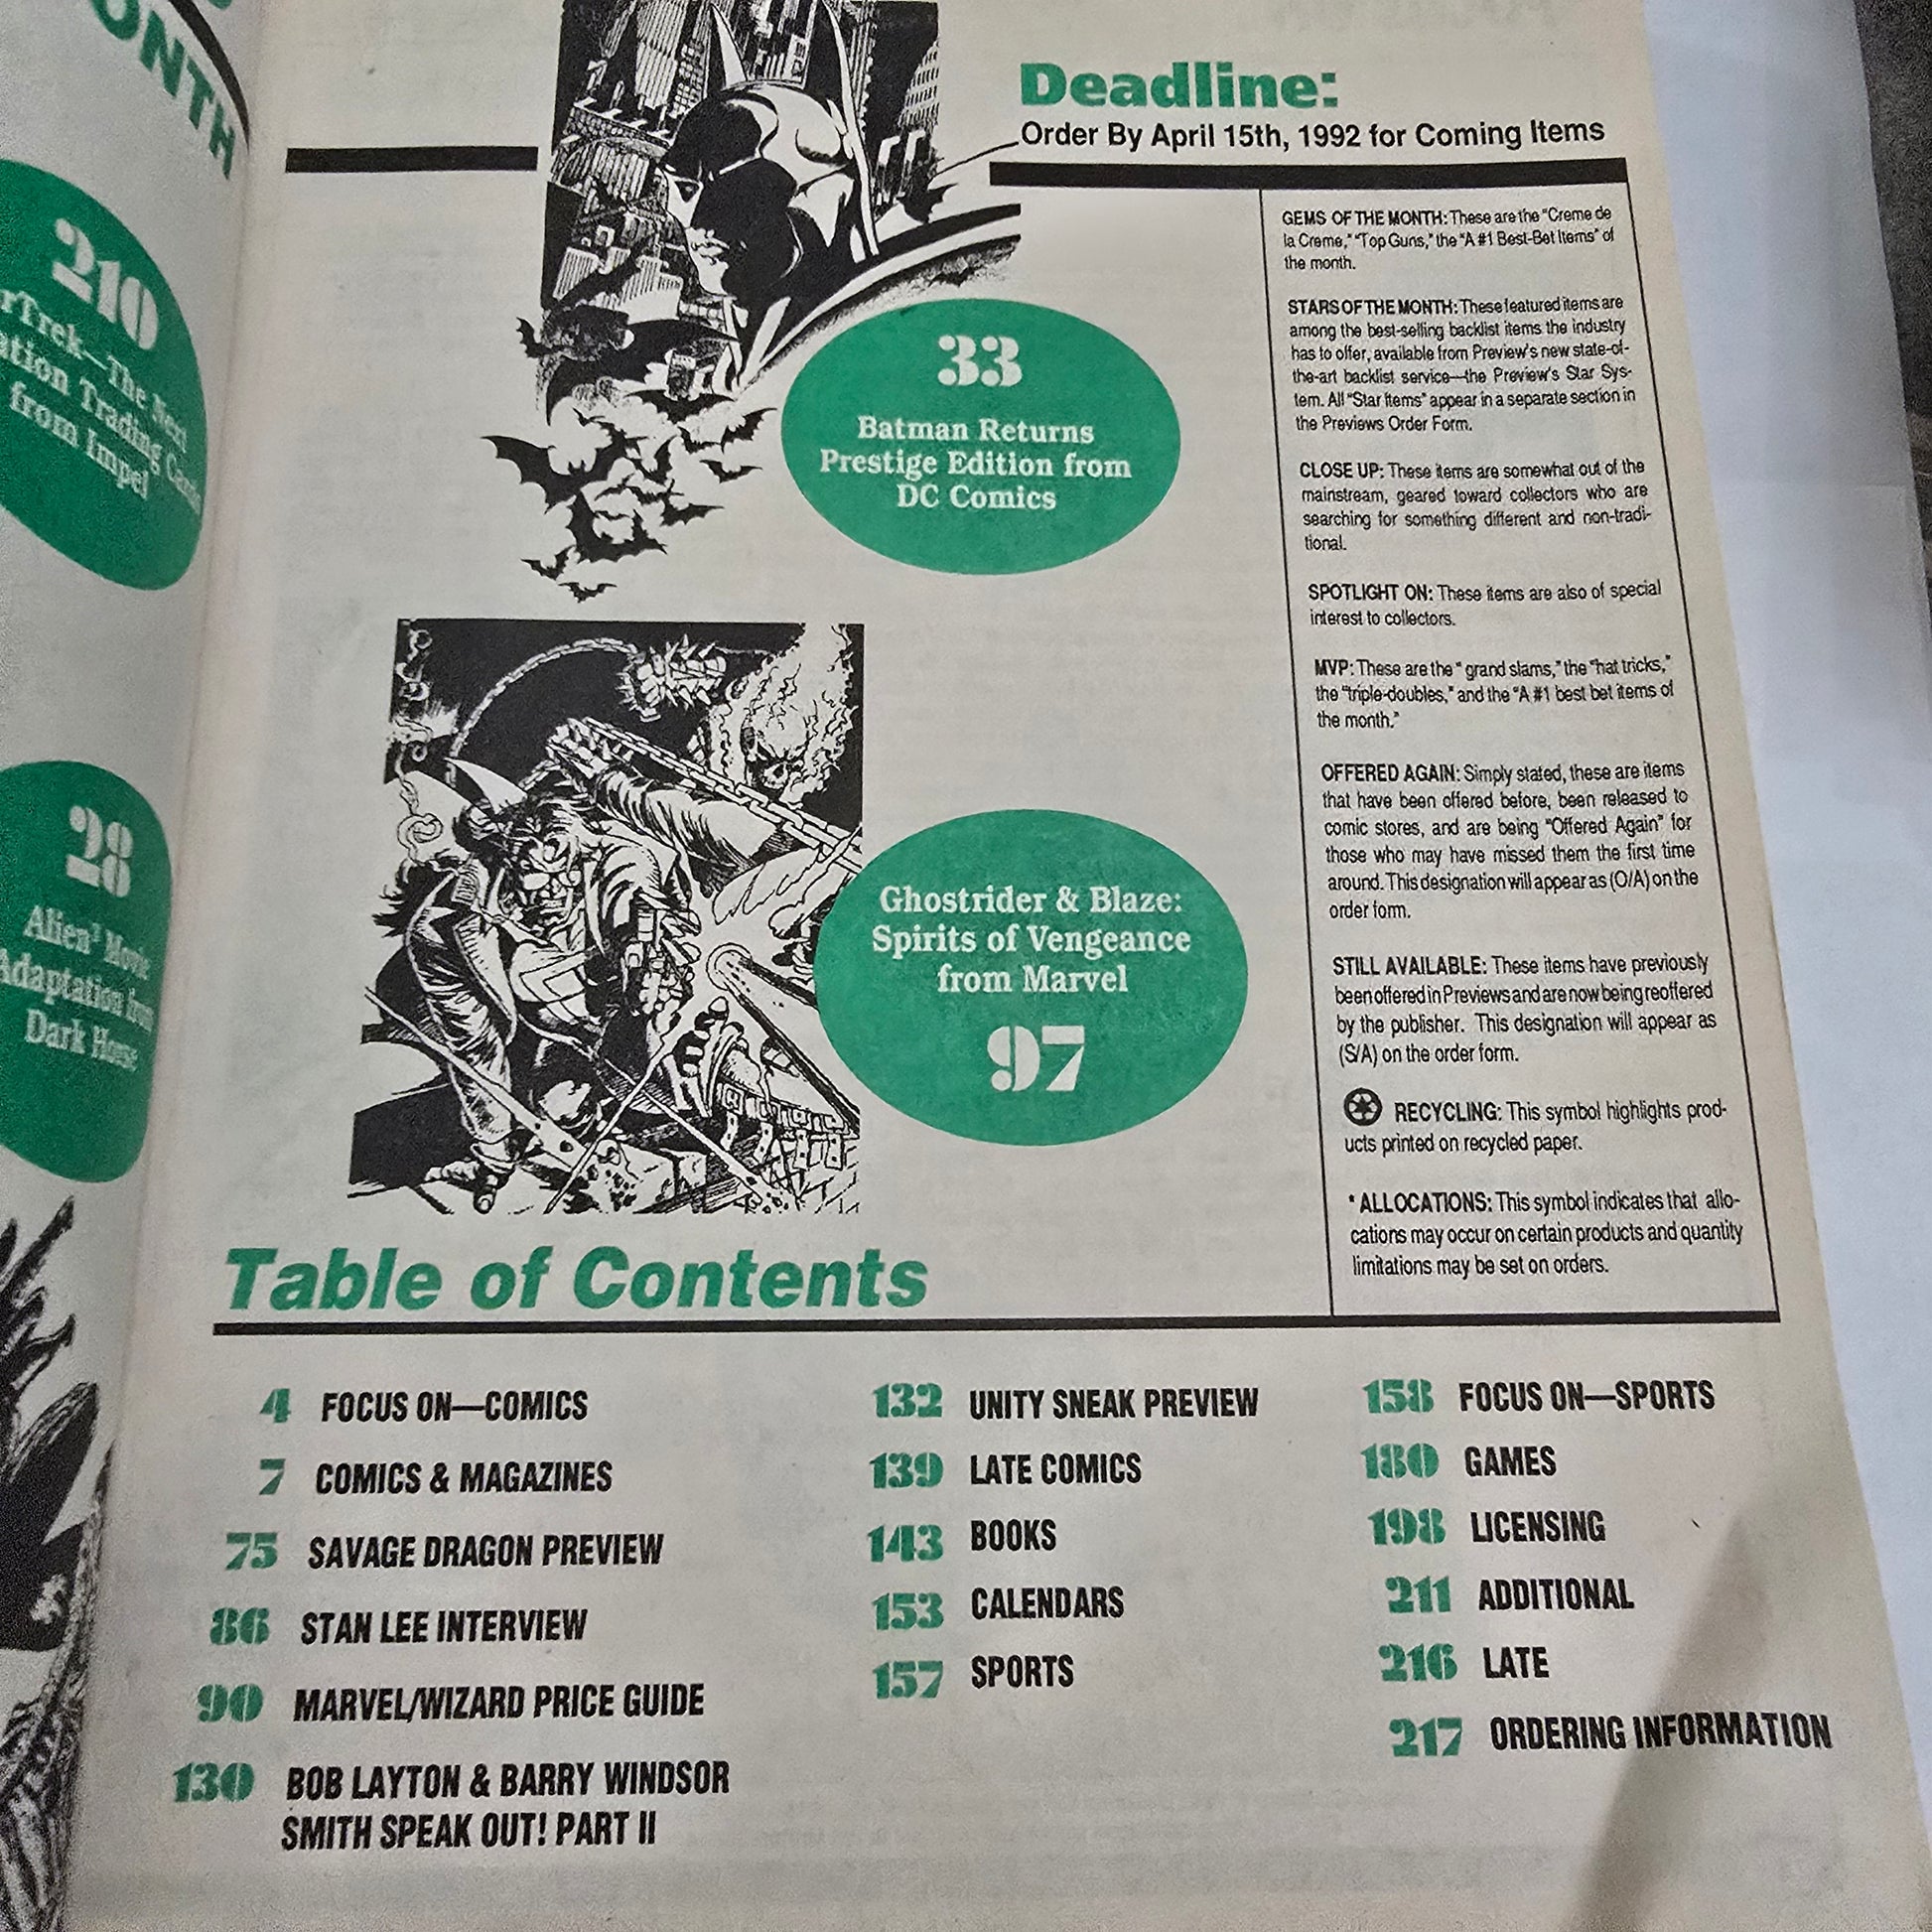 ONTH
210
rTrek—The Next
ation Trading
from Impel
28
Alien³ Movie
Adaptation from
Dark Horse
Deadline:
Order By April 15th, 1992 for Coming Items
33
Batman Returns
Prestige Edition from
DC Comics
Ghostrider & Blaze:
Spirits of Vengeance
from Marvel
97
GEMS OF THE MONTH: These are the "Creme de
la Creme," "Top Guns," the "A #1 Best-Bet Items" of
the month.
STARS OF THE MONTH: These featured items are
among the best-selling backlist items the industry
has to offer, available from Preview's new state-of-
the-art backlist service—the Preview's Star Sys-
tem. All "Star Items" appear in a separate section in
the Previews Order Form.
CLOSE UP: These items are somewhat out of the
mainstream, geared toward collectors who are
searching for something different and non-tradi-
tional.
SPOTLIGHT ON: These items are also of special
interest to collectors.
MVP: These are the " grand slams," the "hat tricks,"
the "triple-doubles," and the "A #1 best bet items of
the month."
OFFERED AGAIN: Simply stated, these are items
that have been offered before, been released to
comic stores, and are being "Offered Again" for
those who may have missed them the first time
around. This designation will appear as (O/A) on the
order form.
STILL AVAILABLE: These items have previously
been offered in Previews and are now being reoffered
by the publisher. This designation will appear as
(S/A) on the order form.
RECYCLING: This symbol highlights prod-
ucts printed on recycled paper.
* ALLOCATIONS: This symbol indicates that allo-
cations may occur on certain products and quantity
limitations may be set on orders.
Table of Contents
4 FOCUS ON—COMICS
7 COMICS & MAGAZINES
75 SAVAGE DRAGON PREVIEW
86 STAN LEE INTERVIEW
90 MARVEL/WIZARD PRICE GUIDE
130 BOB LAYTON & BARRY WINDSOR
SMITH SPEAK OUT! PART II
132 UNITY SNEAK PREVIEW
139 LATE COMICS
143 BOOKS
153 CALENDARS
157 SPORTS
158 FOCUS ON—SPORTS
180 GAMES
198 LICENSING
211 ADDITIONAL
216 LATE
217 ORDERING INFORMATION